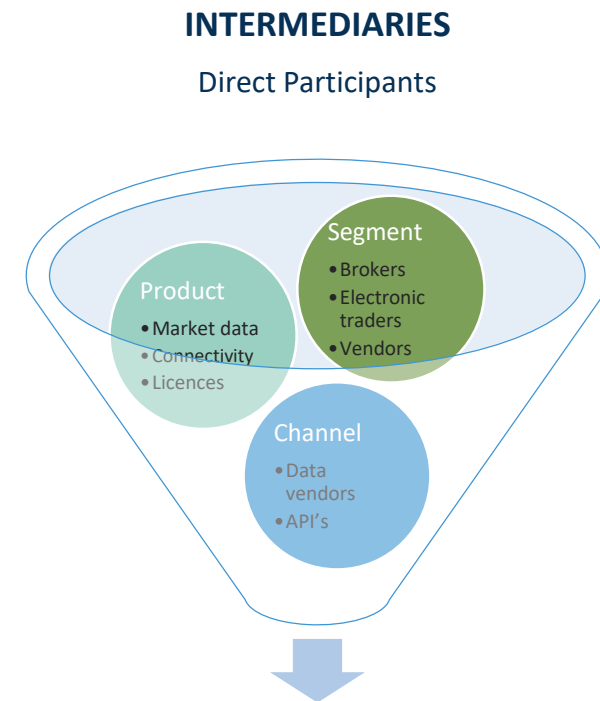 INTERMEDIARIES
Direct Participants
Segment
•Brokers
•Electronic
traders
•Vendors
Product
•Market data
•Connectivity
•Licences
Channel
•Data
vendors
•API's